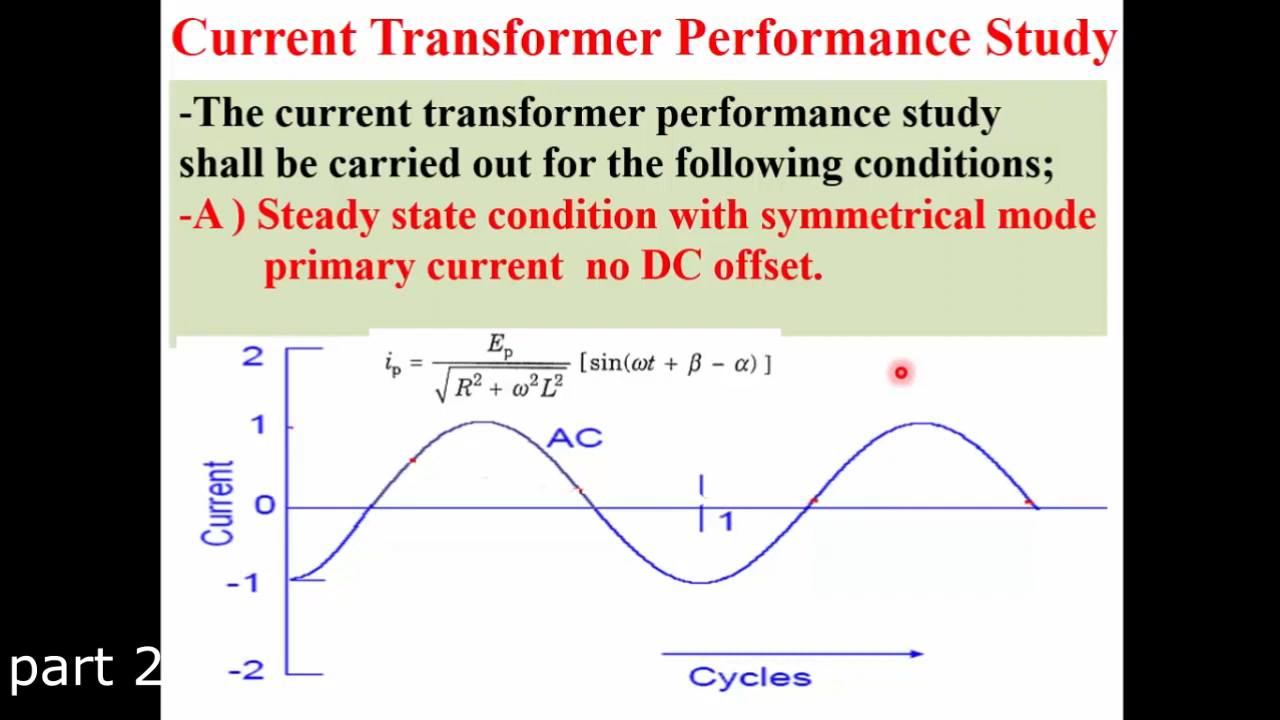 Current Transformer Performance Study
-The current transformer performance study
shall be carried out for the following conditions;
-A ) Steady state condition with symmetrical mode
primary current no DC offset.
i_p = E_p / √(R² + ω²L²) [sin(ωt + β − α) ]
2
1
AC
Current
0
1
-1
-2
Cycles
part 2